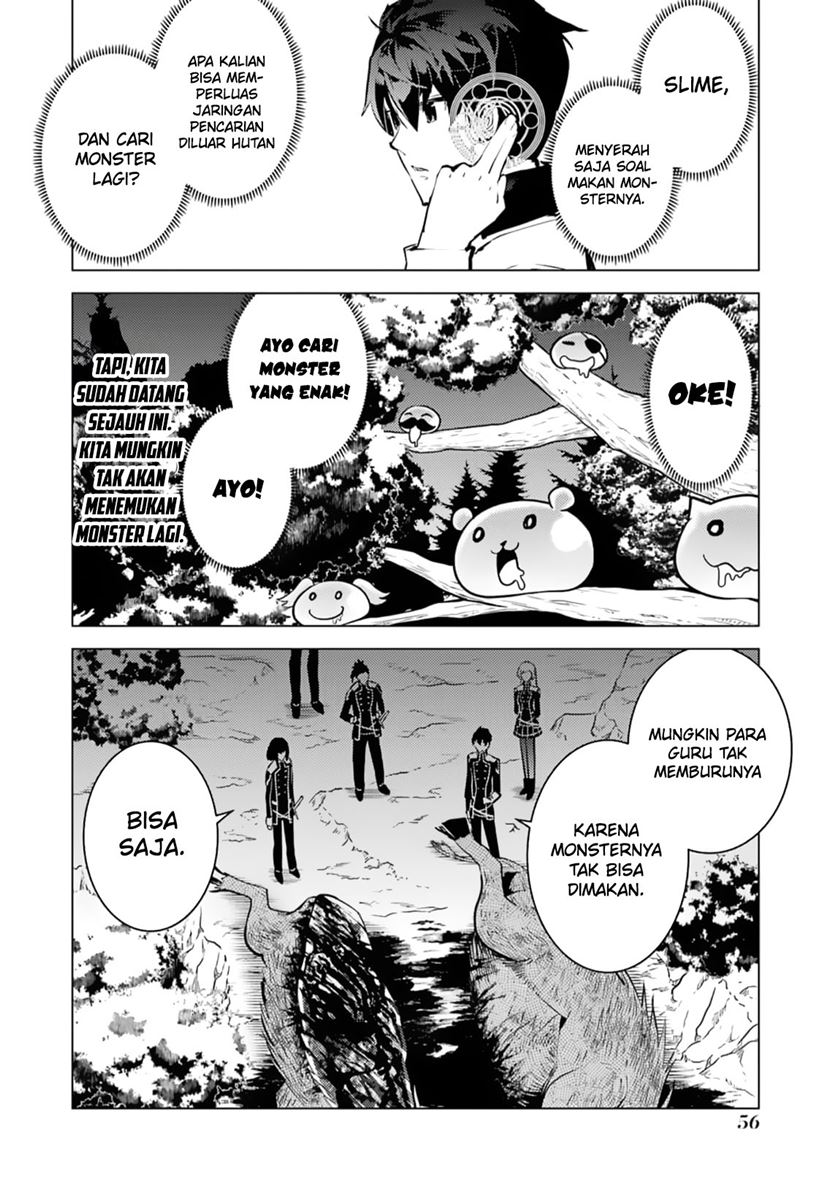 SLIME,
MENYERAH
SAJA SOAL
MAKAN MON-
STERNYA.
APA KALIAN
BISA MEM-
PERLUAS
JARINGAN
PENCARIAN
DILUAR HUTAN
DAN CARI
MONSTER
LAGI?
OKE!
AYO CARI
MONSTER
YANG ENAK!
AYO!
TAPI, KITA
SUDAH DATANG
SEJAUH INI.
KITA MUNGKIN
TAK AKAN
MENEMUKAN
MONSTER LAGI.
MUNGKIN PARA
GURU TAK
MEMBURUNYA
KARENA
MONSTERNYA
TAK BISA
DIMAKAN.
BISA
SAJA.
56